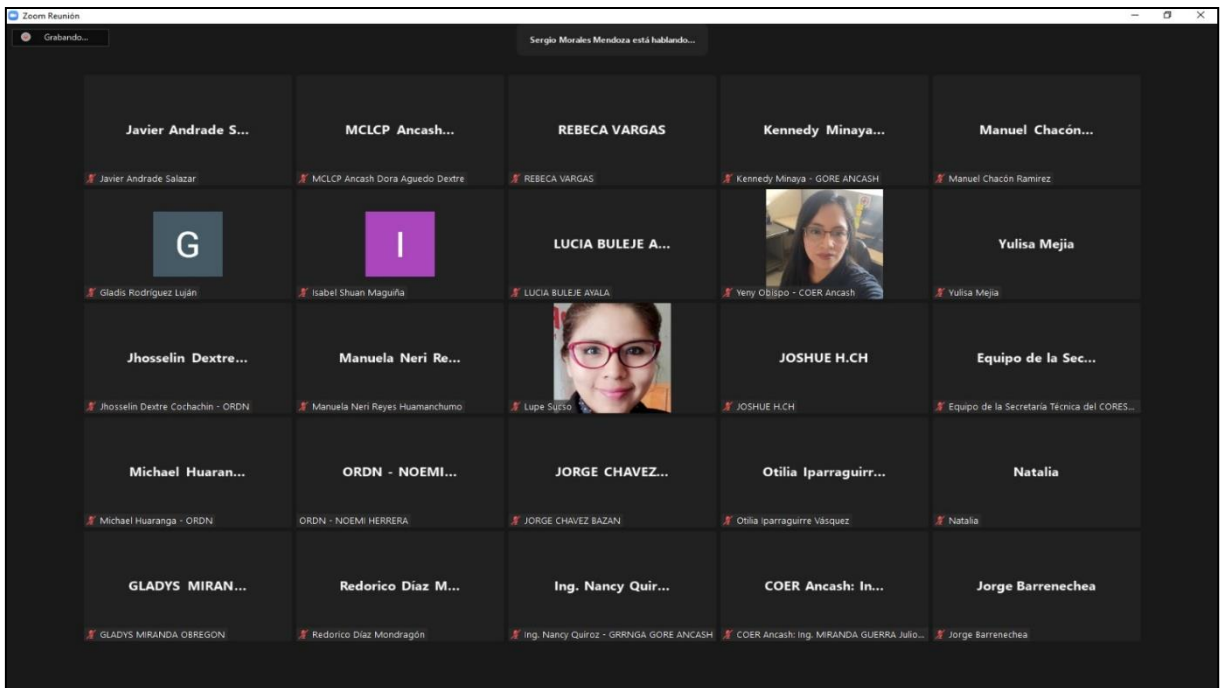 Zoom Reunión
Grabando...
Sergio Morales Mendoza está hablando...
Javier Andrade S...
MCLCP Ancash...
REBECA VARGAS
Kennedy Minaya...
Manuel Chacón...
Javier Andrade Salazar
MCLCP Ancash Dora Aguedo Dextre
REBECA VARGAS
Kennedy Minaya - GORE ANCASH
Manuel Chacón Ramirez
G
I
LUCIA BULEJE A...
Yulisa Mejia
Gladis Rodríguez Luján
Isabel Shuan Maguiña
LUCIA BULEJE AYALA
Yeny Obispo - COER Ancash
Yulisa Mejia
Jhosselin Dextre...
Manuela Neri Re...
JOSHUE H.CH
Equipo de la Sec...
Jhosselin Dextre Cochachin - ORDN
Manuela Neri Reyes Huamanchumo
Lupe Sucso
JOSHUE H.CH
Equipo de la Secretaría Técnica del CORES...
Michael Huaran...
ORDN - NOEMI...
JORGE CHAVEZ...
Otilia Iparraguirr...
Natalia
Michael Huaranga - ORDN
ORDN - NOEMI HERRERA
JORGE CHAVEZ BAZAN
Otilia Iparraguirre Vásquez
Natalia
GLADYS MIRAN...
Redorico Díaz M...
Ing. Nancy Quir...
COER Ancash: In...
Jorge Barrenechea
GLADYS MIRANDA OBREGON
Redorico Díaz Mondragón
Ing. Nancy Quiroz - GRRNGA GORE ANCASH
COER Ancash: Ing. MIRANDA GUERRA Julio...
Jorge Barrenechea